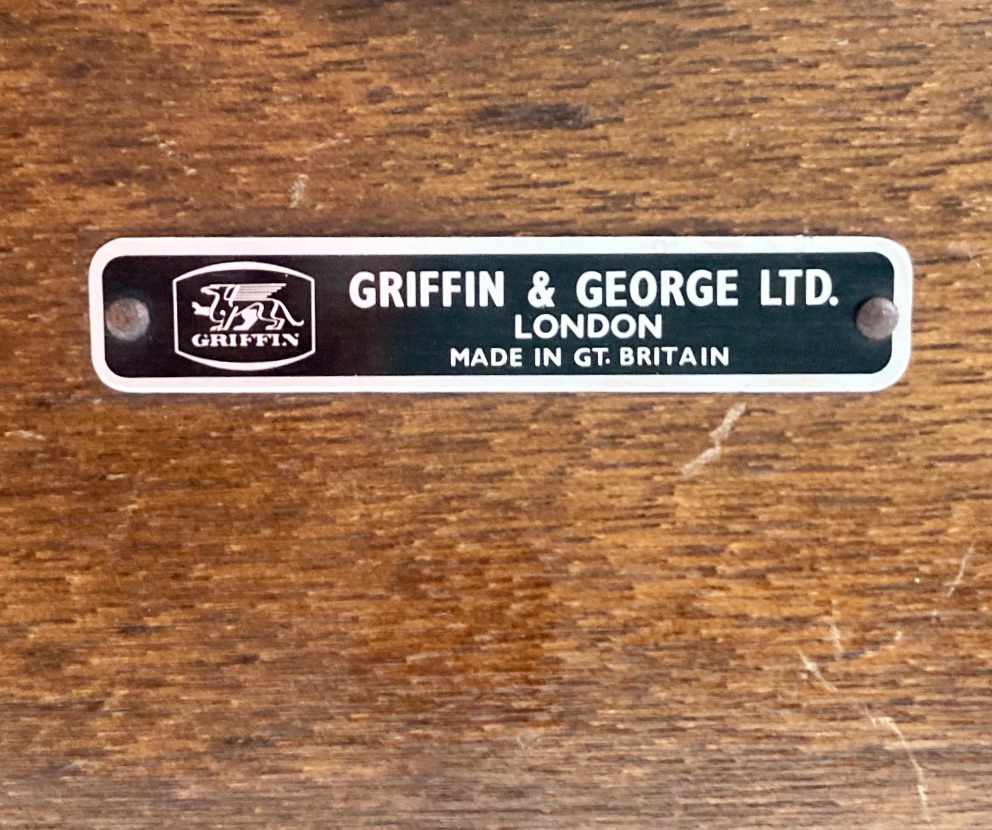 GRIFFIN & GEORGE LTD.
LONDON
MADE IN GT. BRITAIN
GRIFFIN